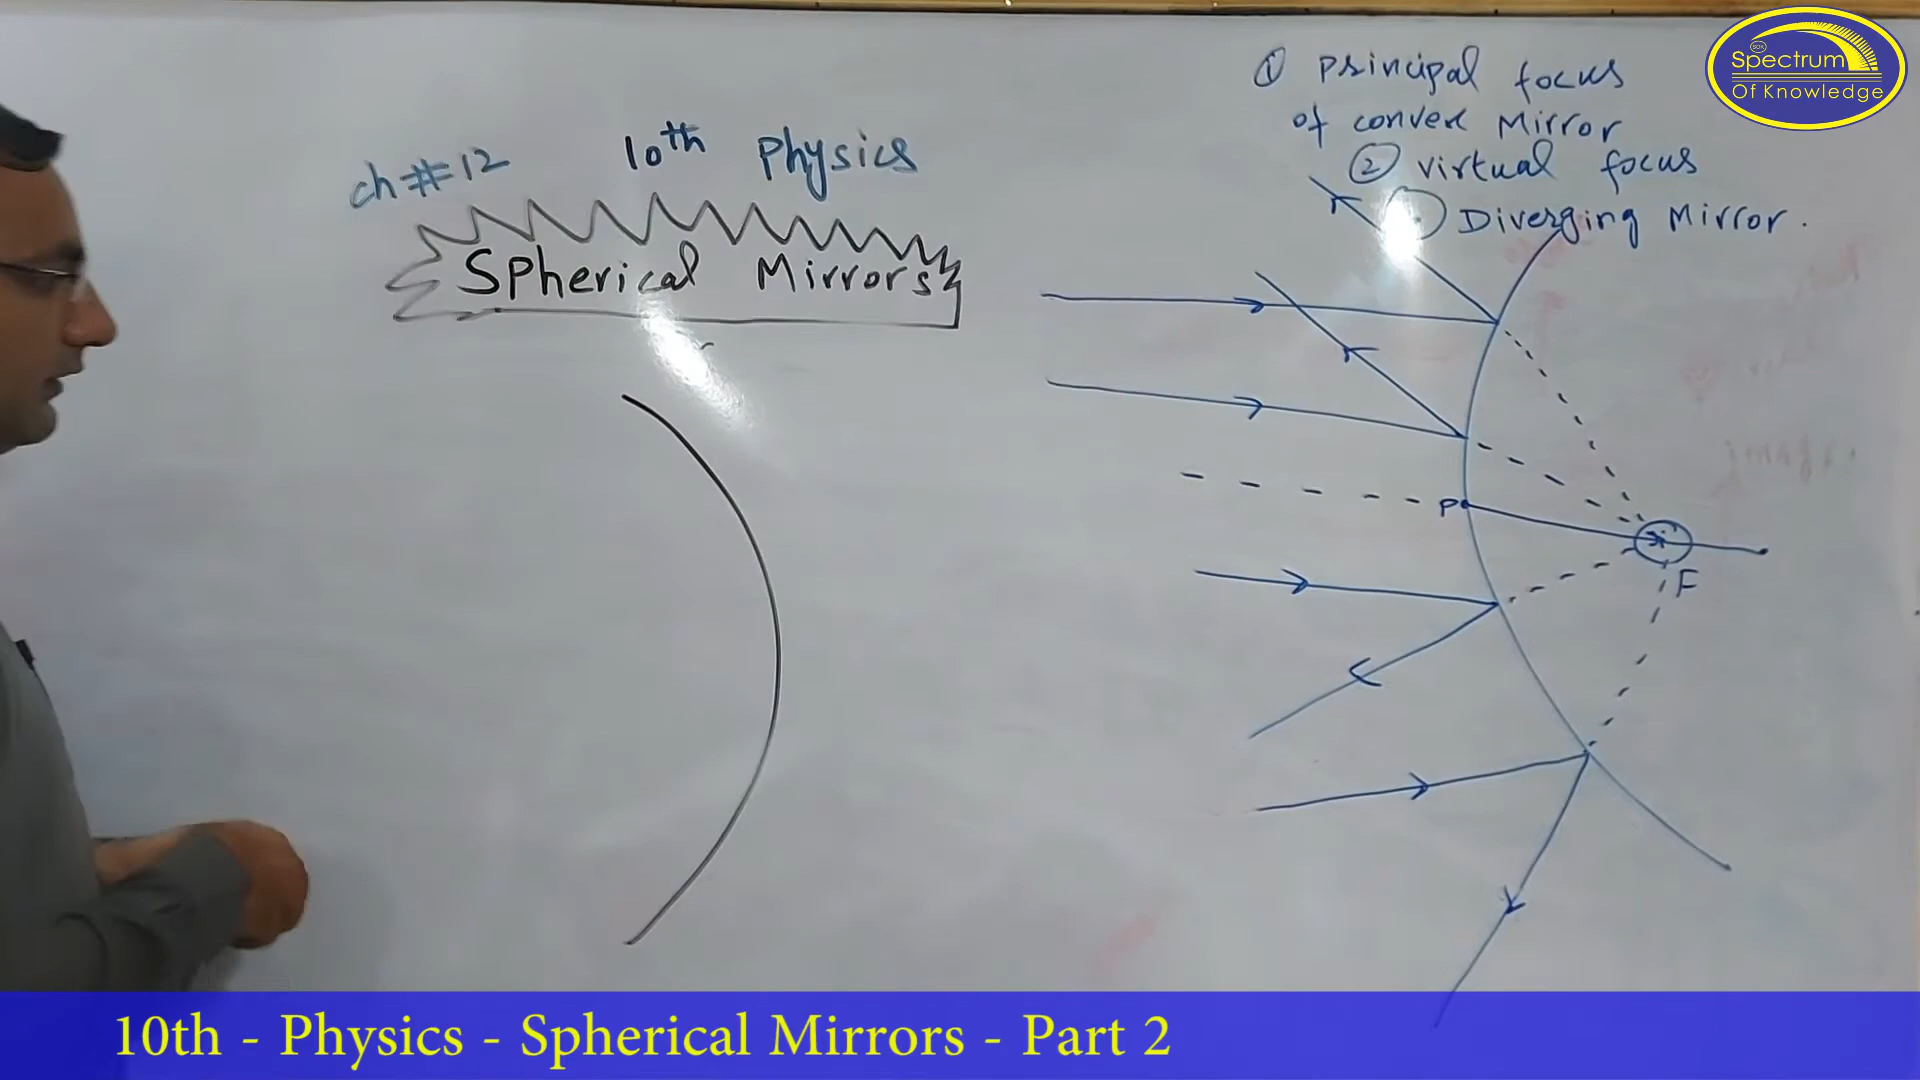 ch#12 10th Physics
Spherical Mirrors
① principal focus
of convex Mirror
② virtual focus
Diverging Mirror.
P
F
SOK
Spectrum
Of Knowledge
10th - Physics - Spherical Mirrors - Part 2